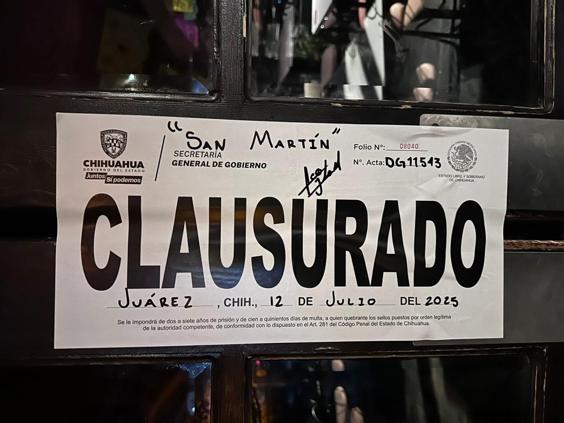 "SAN MARTÍN"
CHIHUAHUA
GOBIERNO DEL ESTADO
Juntos Sí podemos
SECRETARÍA
GENERAL DE GOBIERNO
Folio Nº: 08040
Nº. Acta: DG11543
ESTADO LIBRE Y SOBERANO
DE CHIHUAHUA
CLAUSURADO
JUÁREZ, CHIH., 12 DE JULIO DEL 2025
Se le impondrá de dos a siete años de prisión y de cien a quinientos días de multa, a quien quebrante los sellos puestos por orden legítima
de la autoridad competente, de conformidad con lo dispuesto en el Art. 281 del Código Penal del Estado de Chihuahua.